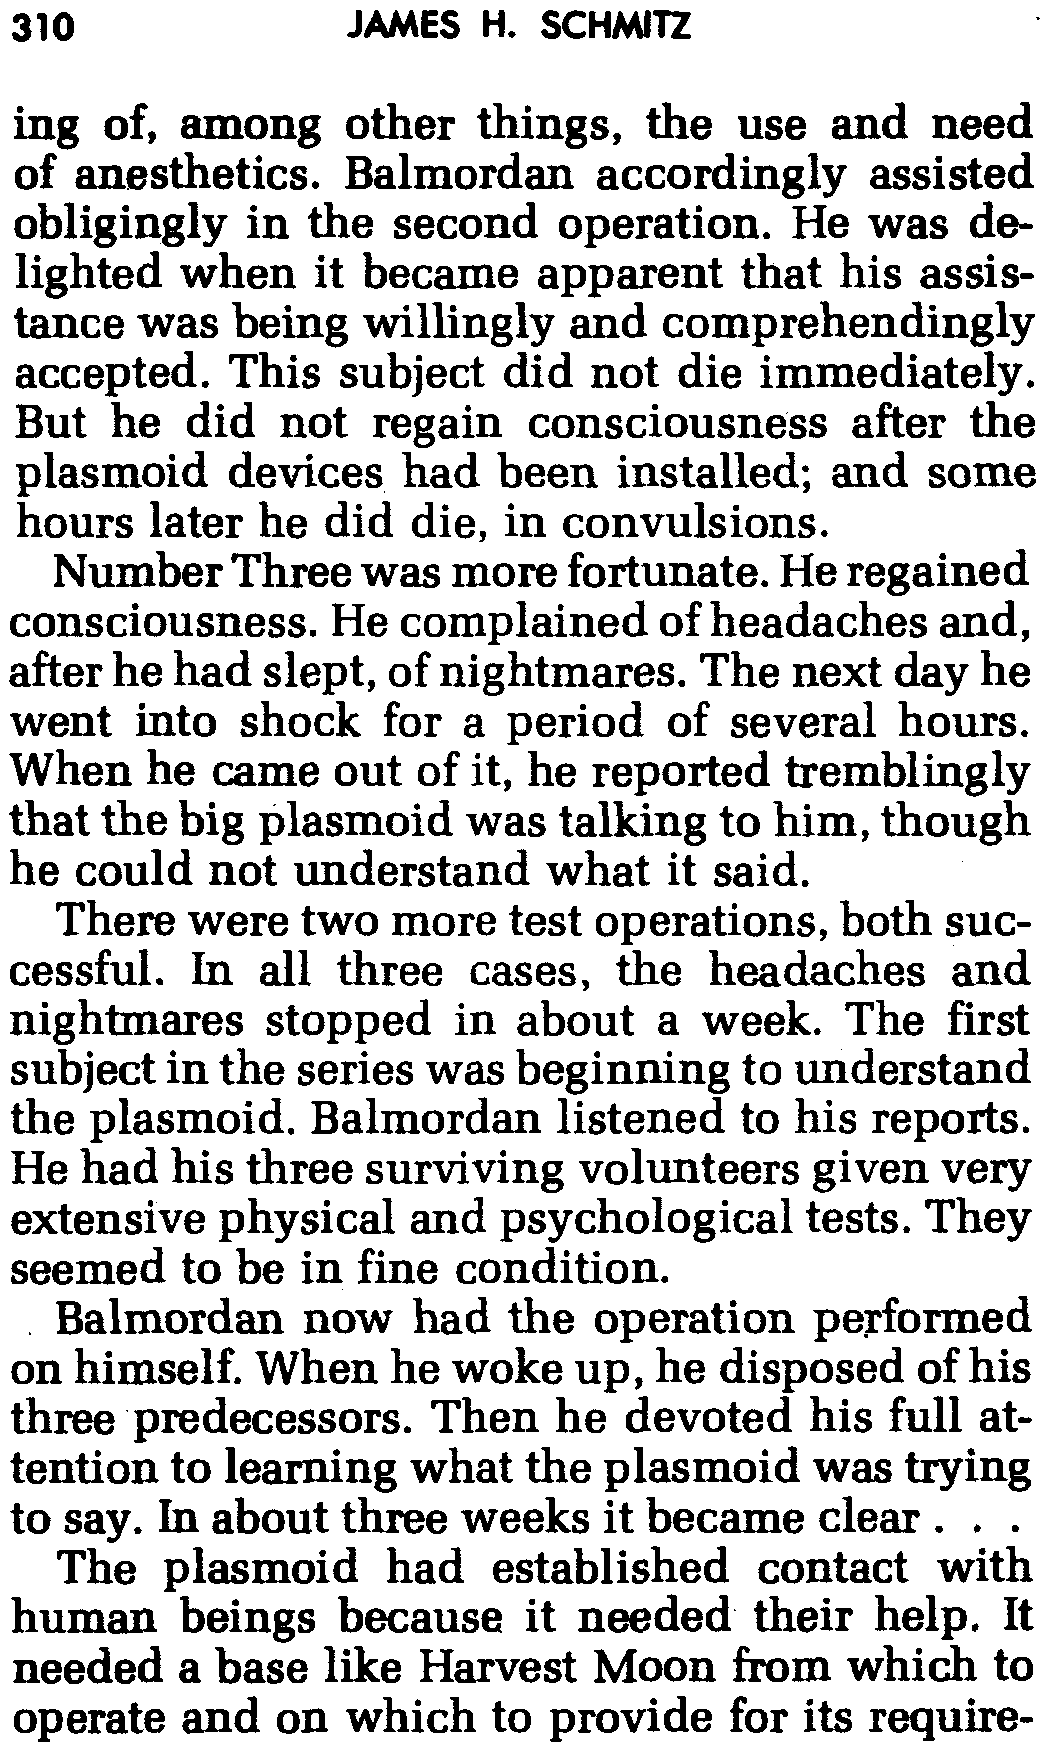 310 JAMES H. SCHMITZ
ing of, among other things, the use and need
of anesthetics. Balmordan accordingly assisted
obligingly in the second operation. He was de-
lighted when it became apparent that his assis-
tance was being willingly and comprehendingly
accepted. This subject did not die immediately.
But he did not regain consciousness after the
plasmoid devices had been installed; and some
hours later he did die, in convulsions.
Number Three was more fortunate. He regained
consciousness. He complained of headaches and,
after he had slept, of nightmares. The next day he
went into shock for a period of several hours.
When he came out of it, he reported tremblingly
that the big plasmoid was talking to him, though
he could not understand what it said.
There were two more test operations, both suc-
cessful. In all three cases, the headaches and
nightmares stopped in about a week. The first
subject in the series was beginning to understand
the plasmoid. Balmordan listened to his reports.
He had his three surviving volunteers given very
extensive physical and psychological tests. They
seemed to be in fine condition.
Balmordan now had the operation performed
on himself. When he woke up, he disposed of his
three predecessors. Then he devoted his full at-
tention to learning what the plasmoid was trying
to say. In about three weeks it became clear . . .
The plasmoid had established contact with
human beings because it needed their help. It
needed a base like Harvest Moon from which to
operate and on which to provide for its require-